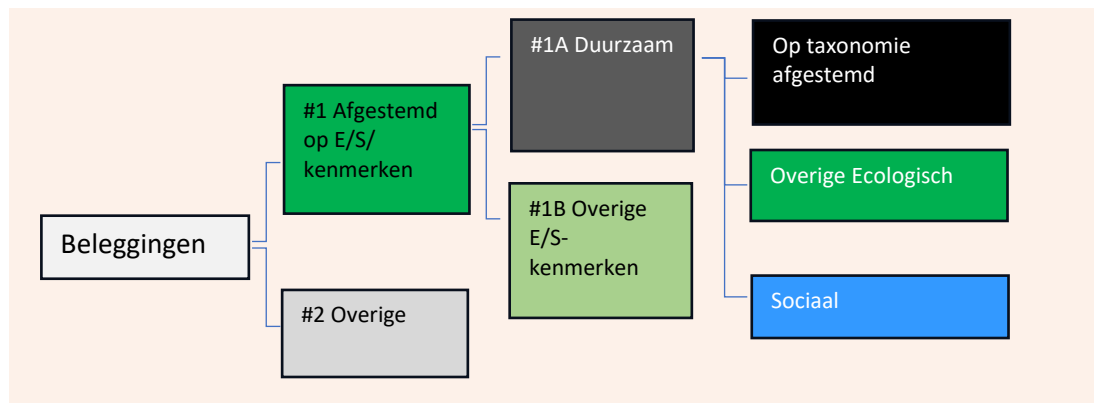 Beleggingen
#1 Afgestemd
op E/S/
kenmerken
#2 Overige
#1A Duurzaam
#1B Overige
E/S-
kenmerken
Op taxonomie
afgestemd
Overige Ecologisch
Sociaal